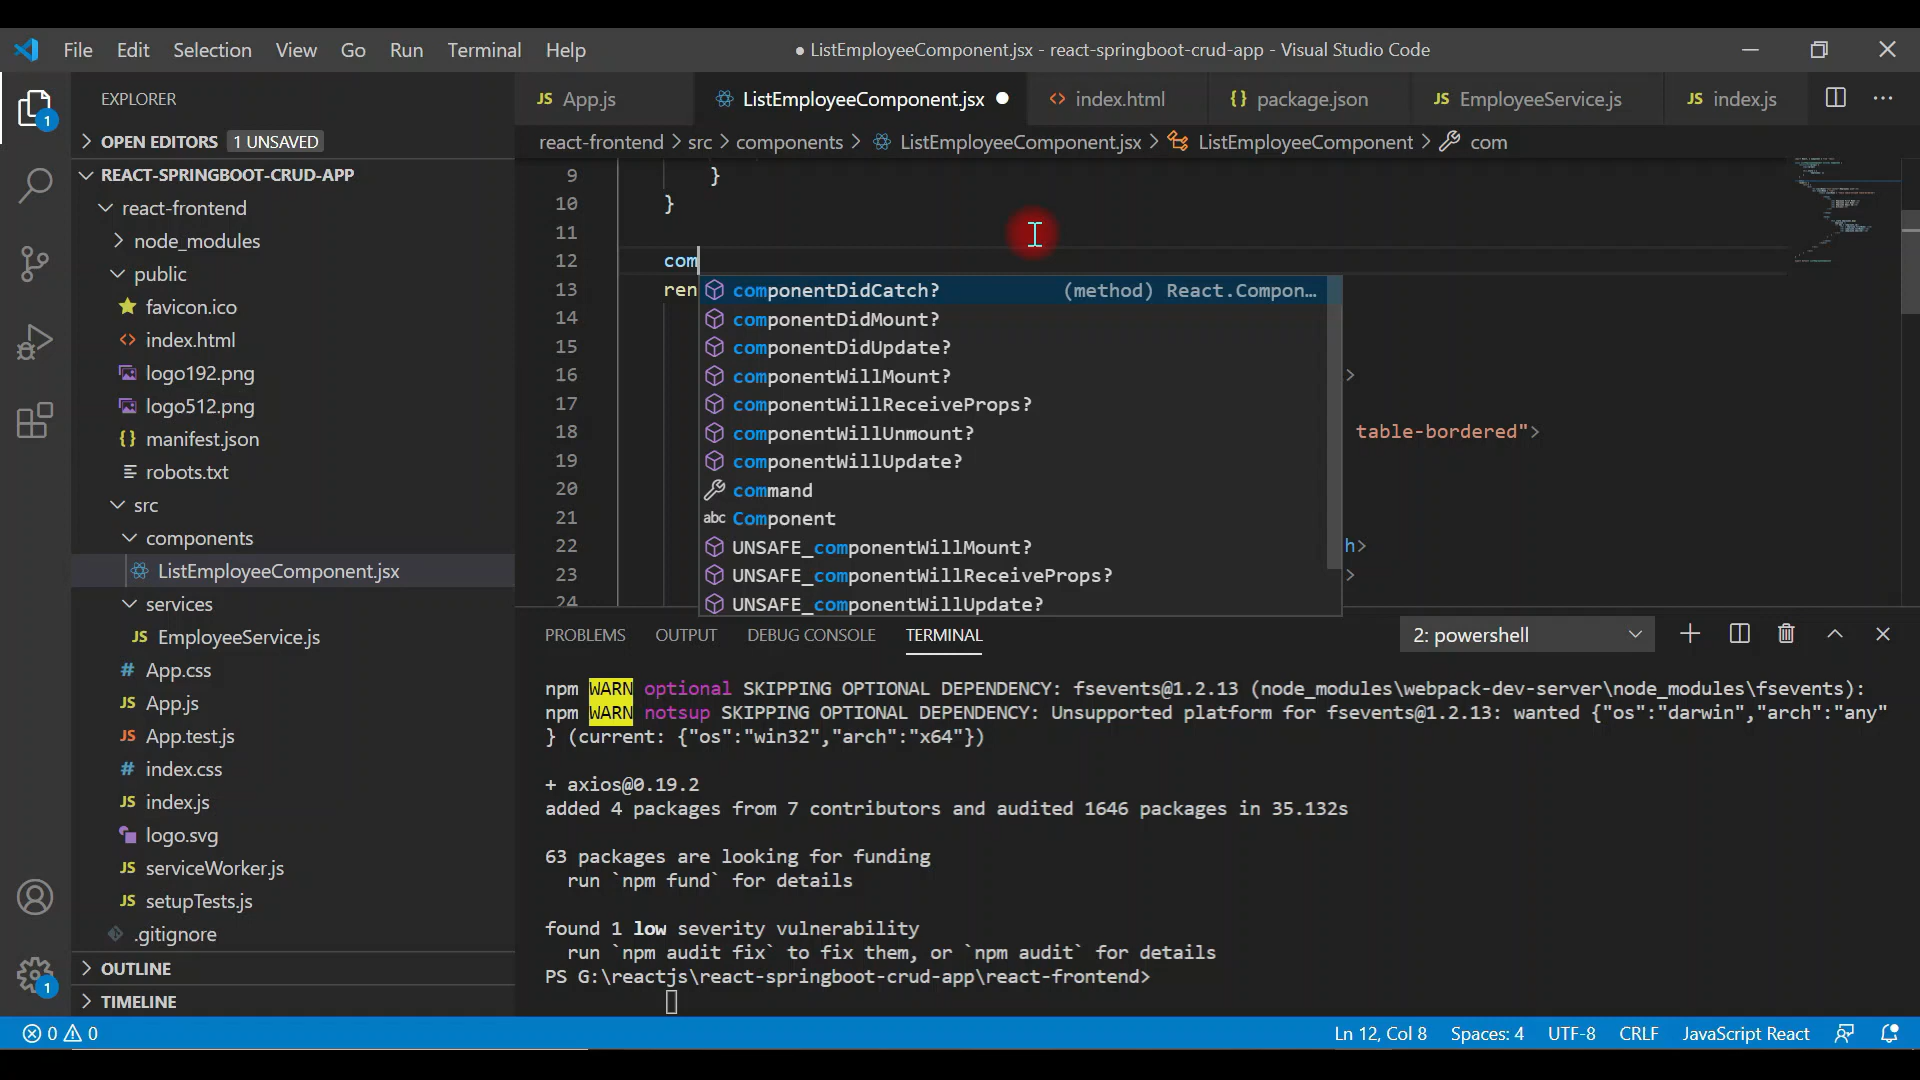 File Edit Selection View Go Run Terminal Help
● ListEmployeeComponent.jsx - react-springboot-crud-app - Visual Studio Code
EXPLORER
OPEN EDITORS 1 UNSAVED
REACT-SPRINGBOOT-CRUD-APP
react-frontend
node_modules
public
favicon.ico
index.html
logo192.png
logo512.png
manifest.json
robots.txt
src
components
ListEmployeeComponent.jsx
services
EmployeeService.js
App.css
App.js
App.test.js
index.css
index.js
logo.svg
serviceWorker.js
setupTests.js
.gitignore
OUTLINE
TIMELINE
1
1
JS App.js ListEmployeeComponent.jsx index.html {} package.json JS EmployeeService.js JS index.js
react-frontend > src > components > ListEmployeeComponent.jsx > ListEmployeeComponent > com
9 }
10 }
11
12 com
13 ren
14
15
16 >
17
18 table-bordered">
19
20
21
22 h>
23 >
24
componentDidCatch? (method) React.Compon…
componentDidMount?
componentDidUpdate?
componentWillMount?
componentWillReceiveProps?
componentWillUnmount?
componentWillUpdate?
command
abc Component
UNSAFE_componentWillMount?
UNSAFE_componentWillReceiveProps?
UNSAFE_componentWillUpdate?
PROBLEMS OUTPUT DEBUG CONSOLE TERMINAL 2: powershell
npm WARN optional SKIPPING OPTIONAL DEPENDENCY: fsevents@1.2.13 (node_modules\webpack-dev-server\node_modules\fsevents):
npm WARN notsup SKIPPING OPTIONAL DEPENDENCY: Unsupported platform for fsevents@1.2.13: wanted {"os":"darwin","arch":"any"
} (current: {"os":"win32","arch":"x64"})
+ axios@0.19.2
added 4 packages from 7 contributors and audited 1646 packages in 35.132s
63 packages are looking for funding
run `npm fund` for details
found 1 low severity vulnerability
run `npm audit fix` to fix them, or `npm audit` for details
PS G:\reactjs\react-springboot-crud-app\react-frontend>
0 0 Ln 12, Col 8 Spaces: 4 UTF-8 CRLF JavaScript React